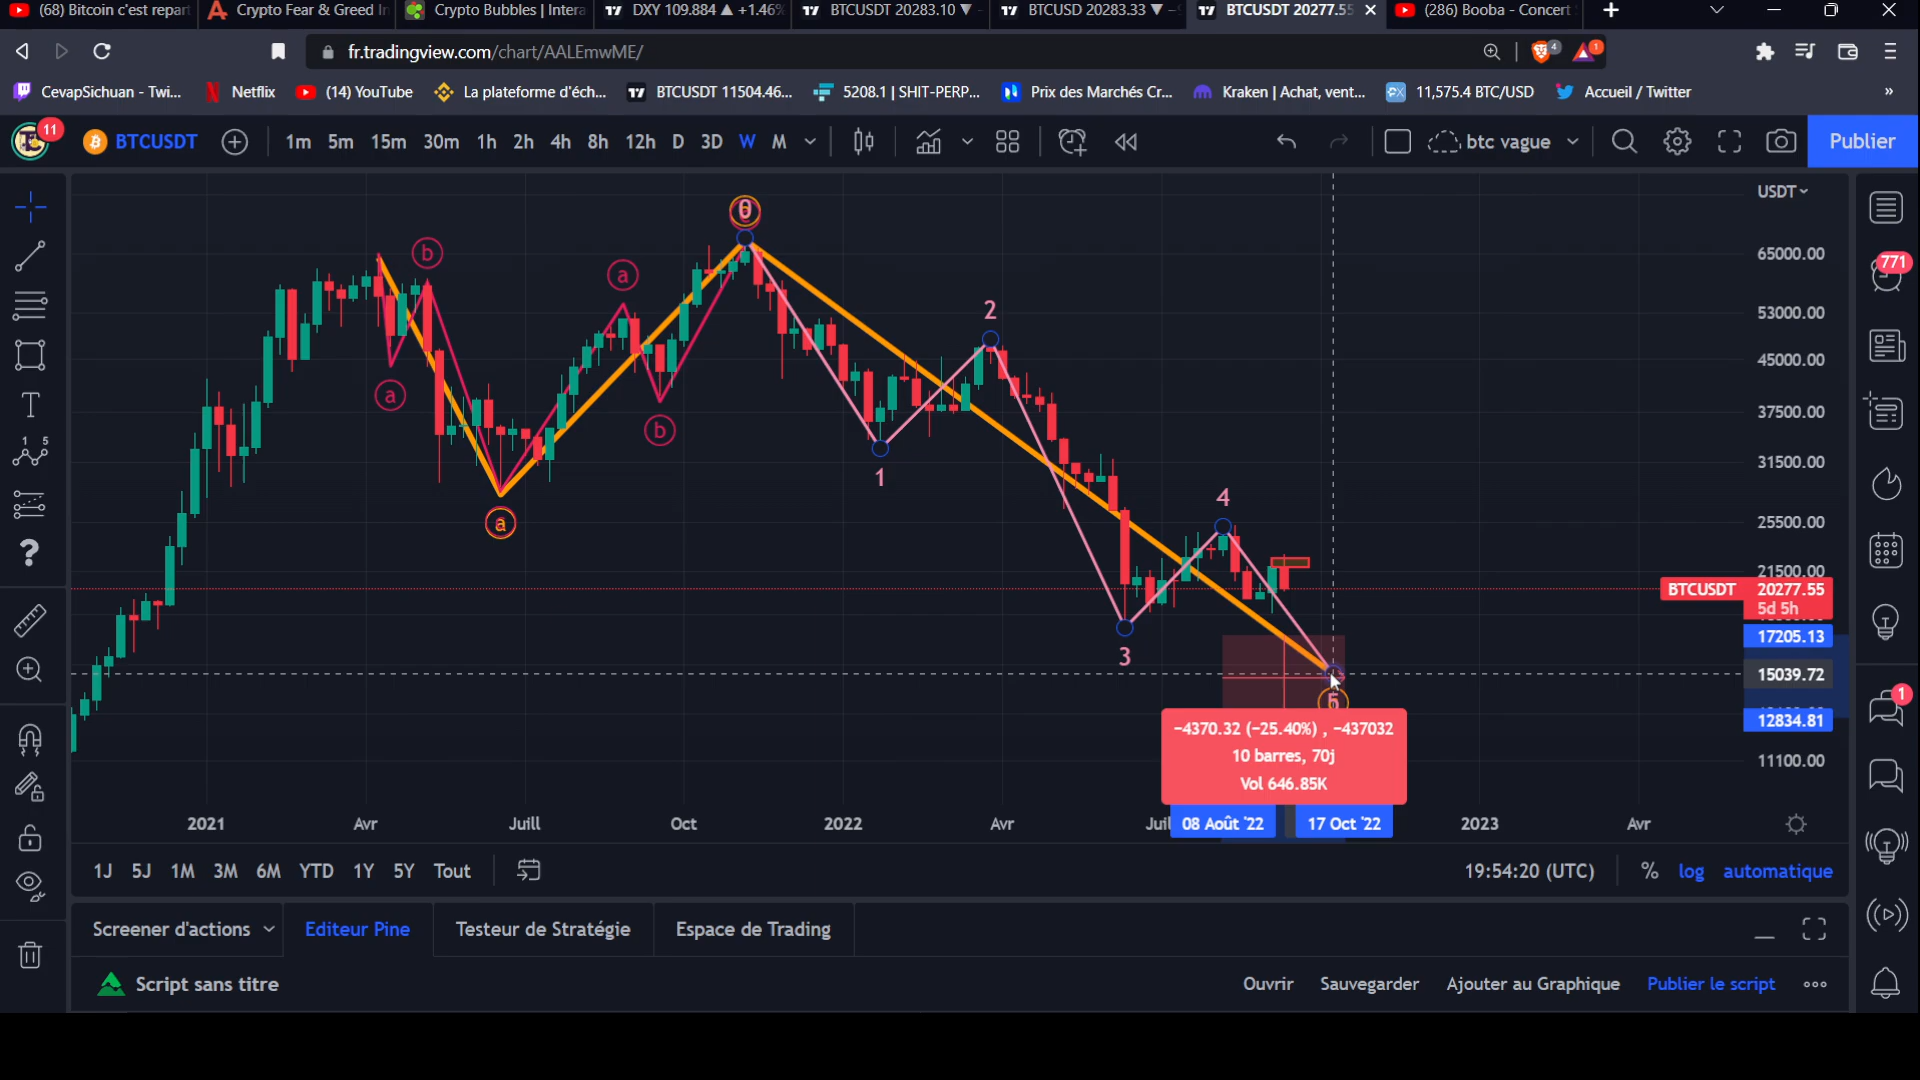 (68) Bitcoin c'est repart
Crypto Fear & Greed In
Crypto Bubbles | Intera
DXY 109.884 ▲ +1.46%
BTCUSDT 20283.10 ▼ -
BTCUSD 20283.33 ▼ -
BTCUSDT 20277.55
(286) Booba - Concert
fr.tradingview.com/chart/AALEmwME/
4
1
CevapSichuan - Twi...
Netflix
(14) YouTube
La plateforme d'éch...
BTCUSDT 11504.46...
5208.1 | SHIT-PERP...
Prix des Marchés Cr...
Kraken | Achat, vent...
11,575.4 BTC/USD
Accueil / Twitter
»
11
BTCUSDT
1m 5m 15m 30m 1h 2h 4h 8h 12h D 3D W M
btc vague
Publier
USDT
65000.00
53000.00
45000.00
37500.00
31500.00
25500.00
21500.00
BTCUSDT 20277.55
5d 5h
17205.13
15039.72
12834.81
11100.00
771
1
b
a
a
b
a
0
1
2
3
4
5
-4370.32 (-25.40%) , -437032
10 barres, 70j
Vol 646.85K
2021 Avr Juill Oct 2022 Avr Juil 08 Août '22 17 Oct '22 2023 Avr
1J 5J 1M 3M 6M YTD 1Y 5Y Tout
19:54:20 (UTC) % log automatique
Screener d'actions
Editeur Pine
Testeur de Stratégie
Espace de Trading
Script sans titre
Ouvrir Sauvegarder Ajouter au Graphique Publier le script